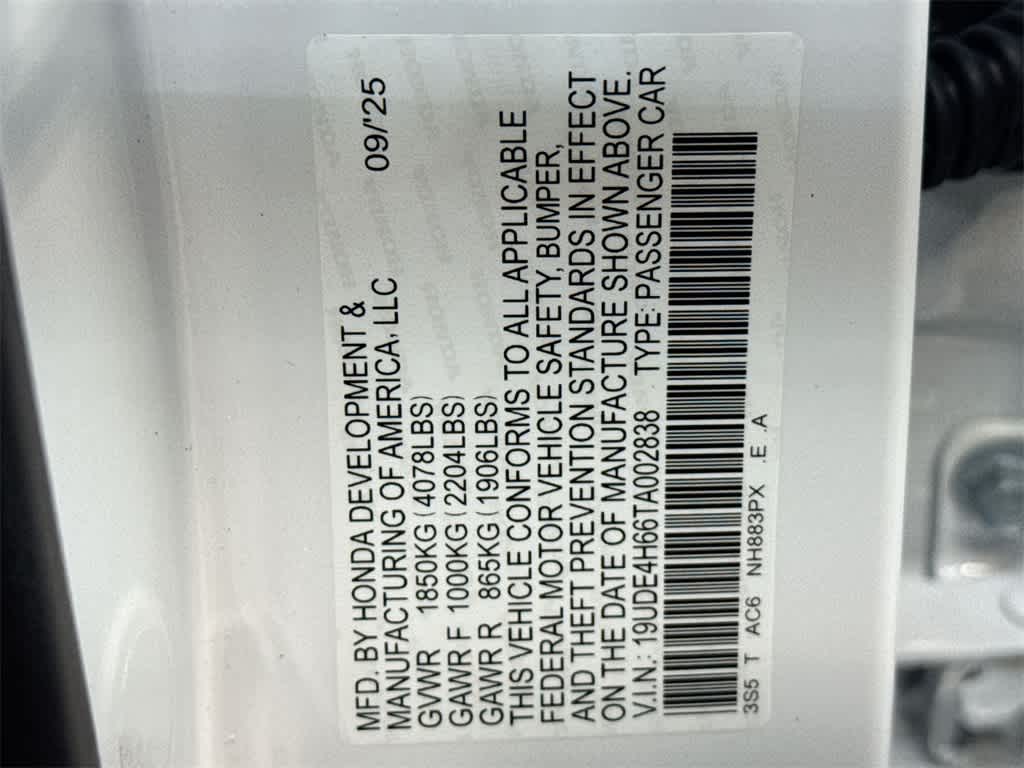 MFD. BY HONDA DEVELOPMENT &
MANUFACTURING OF AMERICA, LLC 09/'25
GVWR 1850KG (4078LBS)
GAWR F 1000KG (2204LBS)
GAWR R 865KG (1906LBS)
THIS VEHICLE CONFORMS TO ALL APPLICABLE
FEDERAL MOTOR VEHICLE SAFETY, BUMPER,
AND THEFT PREVENTION STANDARDS IN EFFECT
ON THE DATE OF MANUFACTURE SHOWN ABOVE.
V.I.N.: 19UDE4H66TA002838 TYPE: PASSENGER CAR
3S5 T AC6 NH883PX .E .A